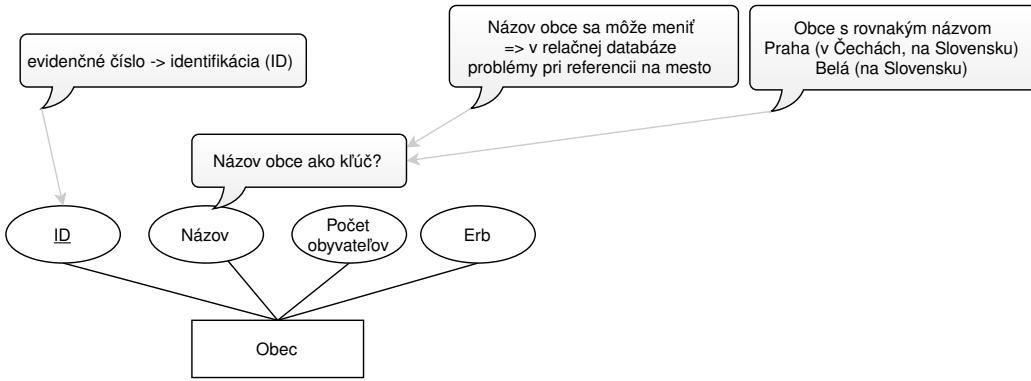 evidenčné číslo -> identifikácia (ID)
Názov obce sa môže meniť
=> v relačnej databáze
problémy pri referencii na mesto
Obce s rovnakým názvom
Praha (v Čechách, na Slovensku)
Belá (na Slovensku)
Názov obce ako kľúč?
ID
Názov
Počet
obyvateľov
Erb
Obec